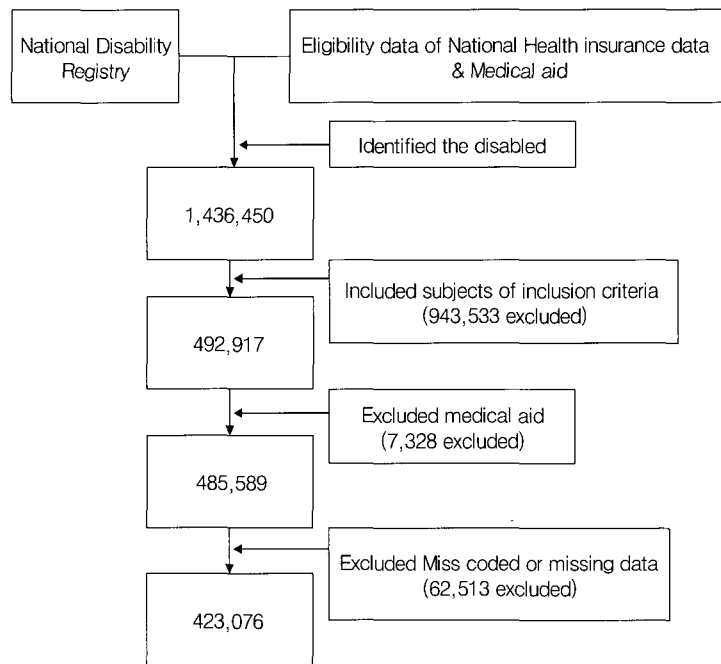 National Disability
Registry
Eligibility data of National Health insurance data
& Medical aid
Identified the disabled
1,436,450
Included subjects of inclusion criteria
(943,533 excluded)
492,917
Excluded medical aid
(7,328 excluded)
485,589
Excluded Miss coded or missing data
(62,513 excluded)
423,076